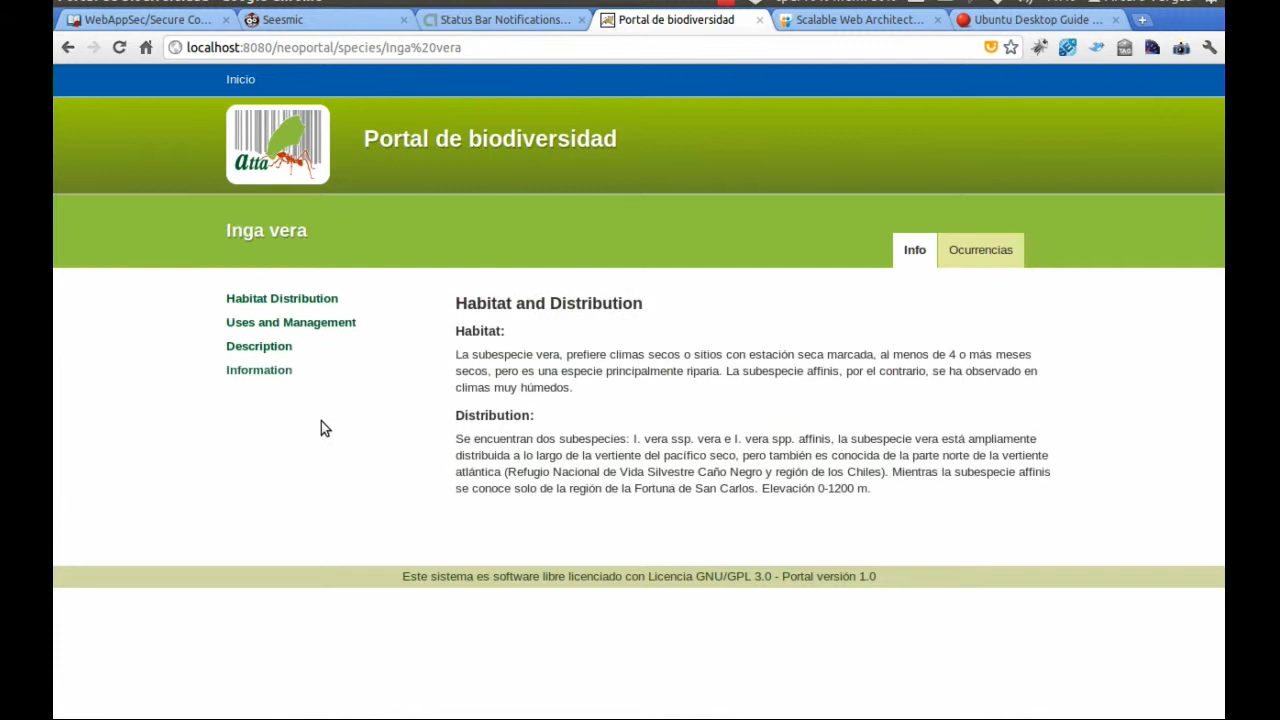 WebAppSec/Secure Co...
Seesmic
Status Bar Notifications...
Portal de biodiversidad
Scalable Web Architect...
Ubuntu Desktop Guide ...
localhost:8080/neoportal/species/Inga%20vera
Inicio
atta
Portal de biodiversidad
Inga vera
Info
Ocurrencias
Habitat Distribution
Uses and Management
Description
Information
Habitat and Distribution
Habitat:
La subespecie vera, prefiere climas secos o sitios con estación seca marcada, al menos de 4 o más meses
secos, pero es una especie principalmente riparia. La subespecie affinis, por el contrario, se ha observado en
climas muy húmedos.
Distribution:
Se encuentran dos subespecies: I. vera ssp. vera e I. vera spp. affinis, la subespecie vera está ampliamente
distribuida a lo largo de la vertiente del pacífico seco, pero también es conocida de la parte norte de la vertiente
atlántica (Refugio Nacional de Vida Silvestre Caño Negro y región de los Chiles). Mientras la subespecie affinis
se conoce solo de la región de la Fortuna de San Carlos. Elevación 0-1200 m.
Este sistema es software libre licenciado con Licencia GNU/GPL 3.0 - Portal versión 1.0